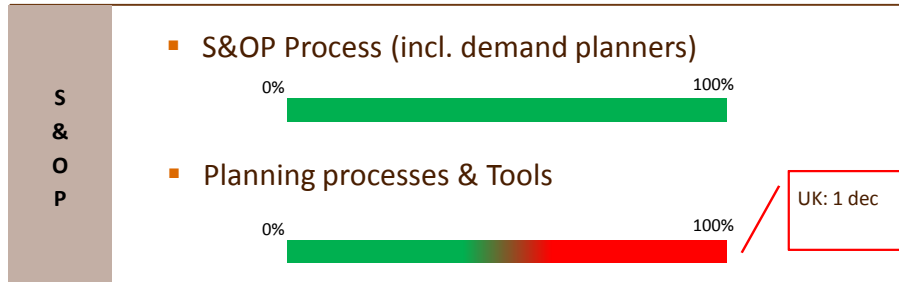 S
&
O
P
S&OP Process (incl. demand planners)
0% 100%
Planning processes & Tools
0% 100%
UK: 1 dec